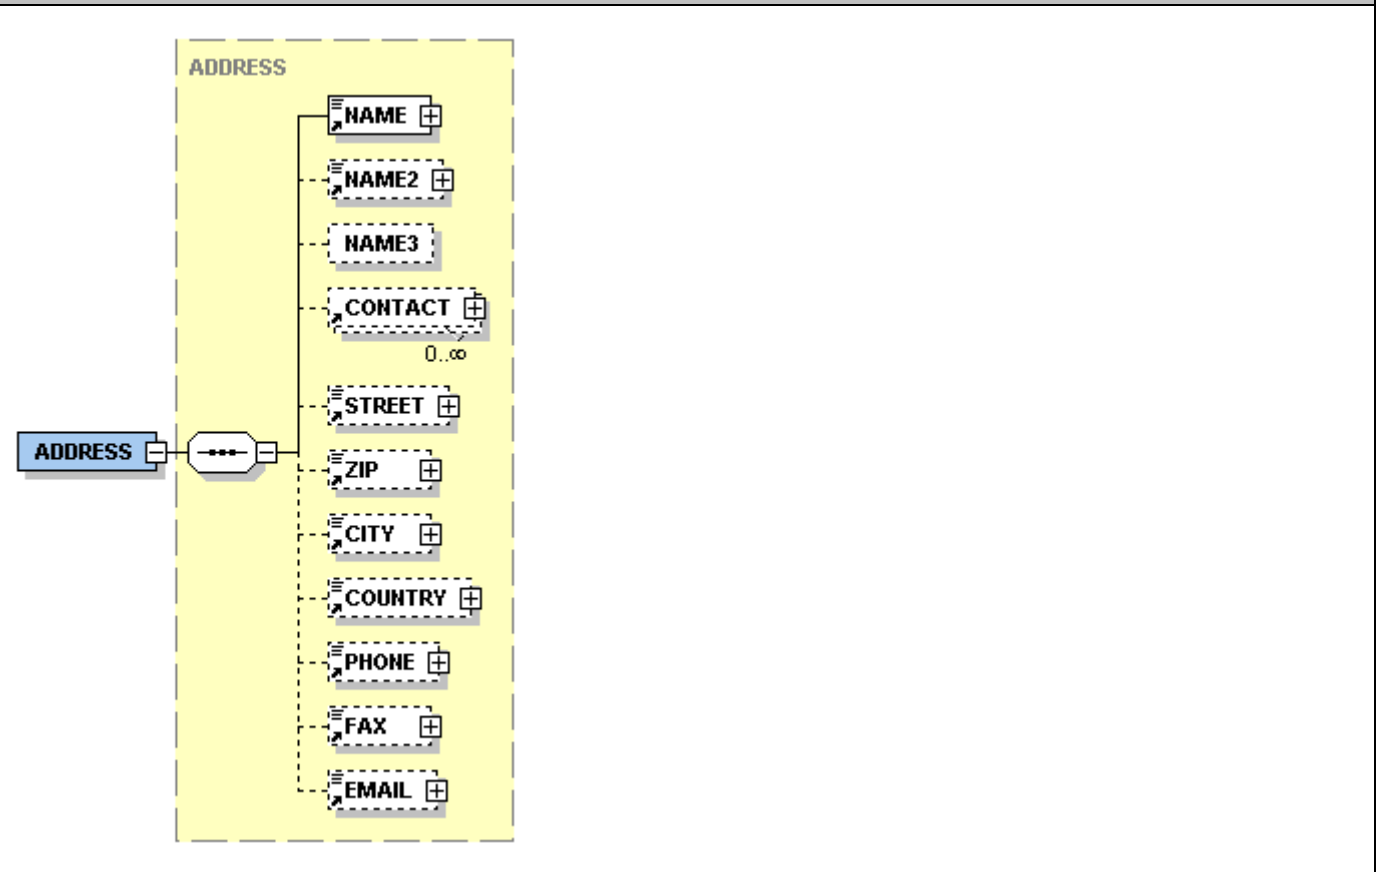 ADDRESS
NAME
NAME2
NAME3
CONTACT
0..∞
STREET
ADDRESS
ZIP
CITY
COUNTRY
PHONE
FAX
EMAIL